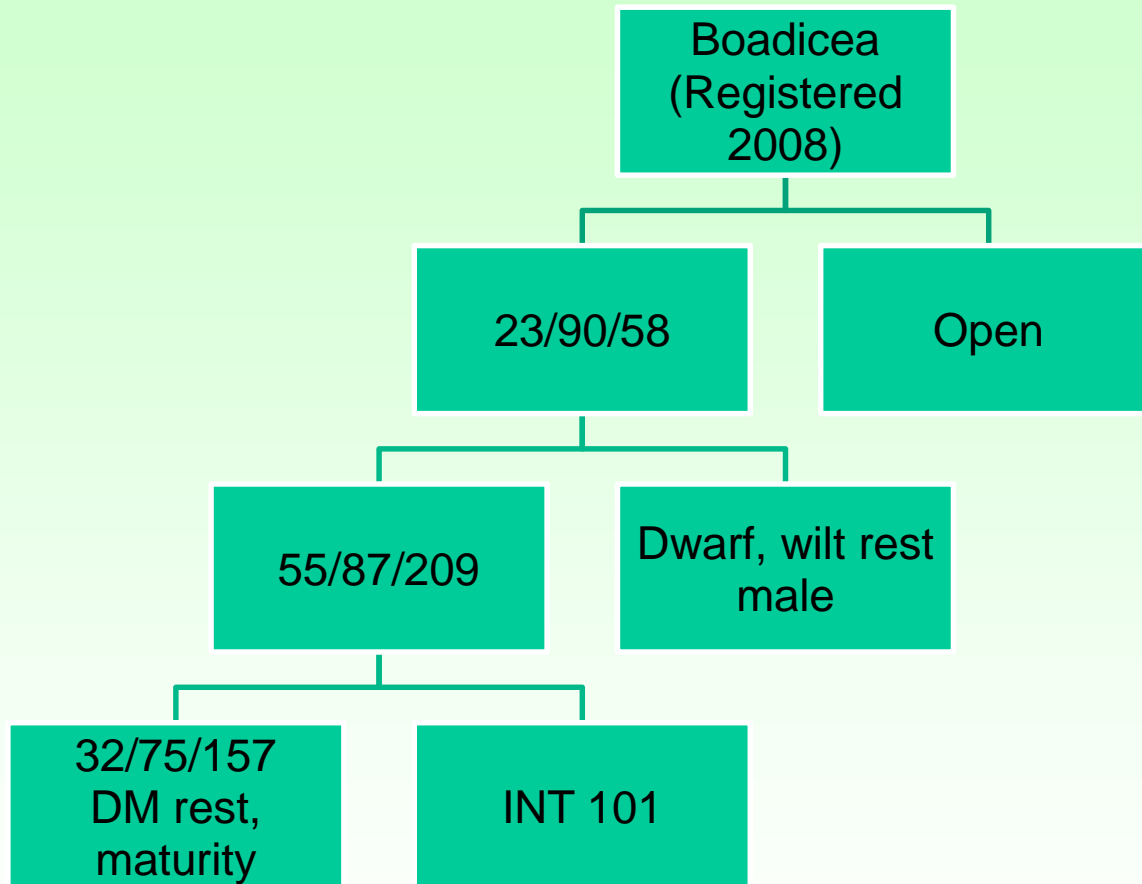 Boadicea
(Registered
2008)
23/90/58
Open
55/87/209
Dwarf, wilt rest
male
32/75/157
DM rest,
maturity
INT 101